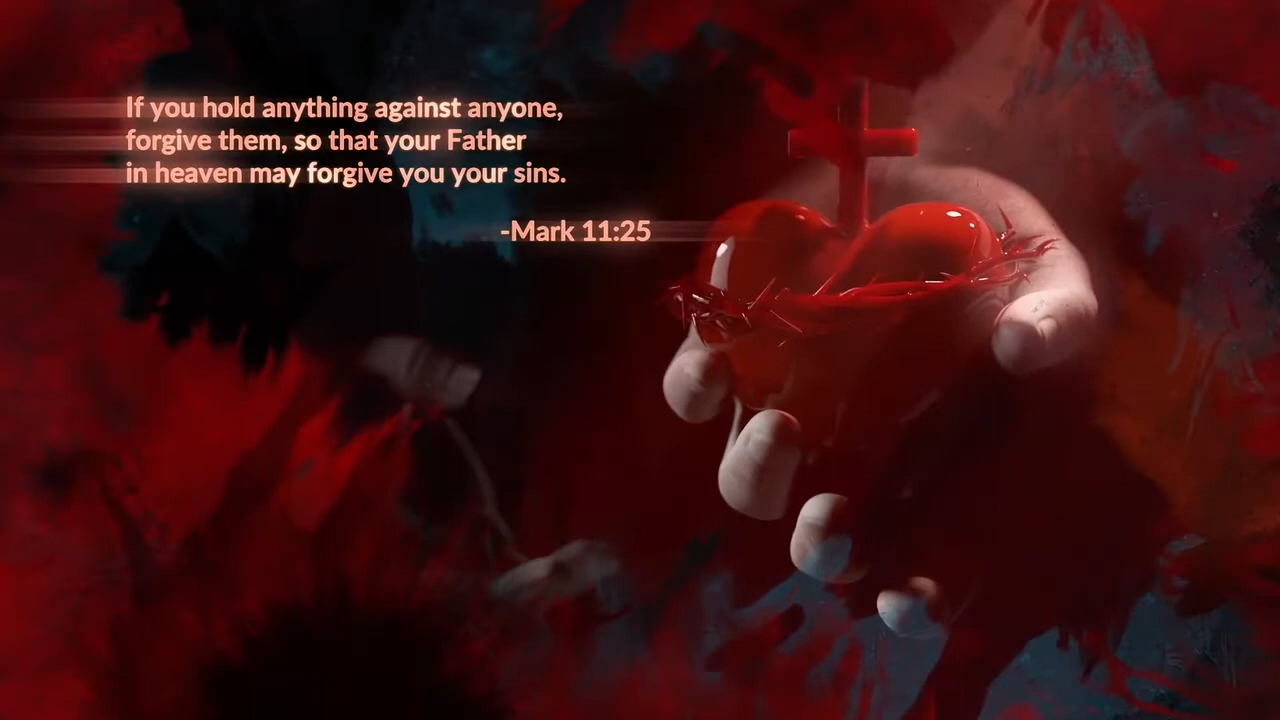 If you hold anything against anyone,
forgive them, so that your Father
in heaven may forgive you your sins.
-Mark 11:25